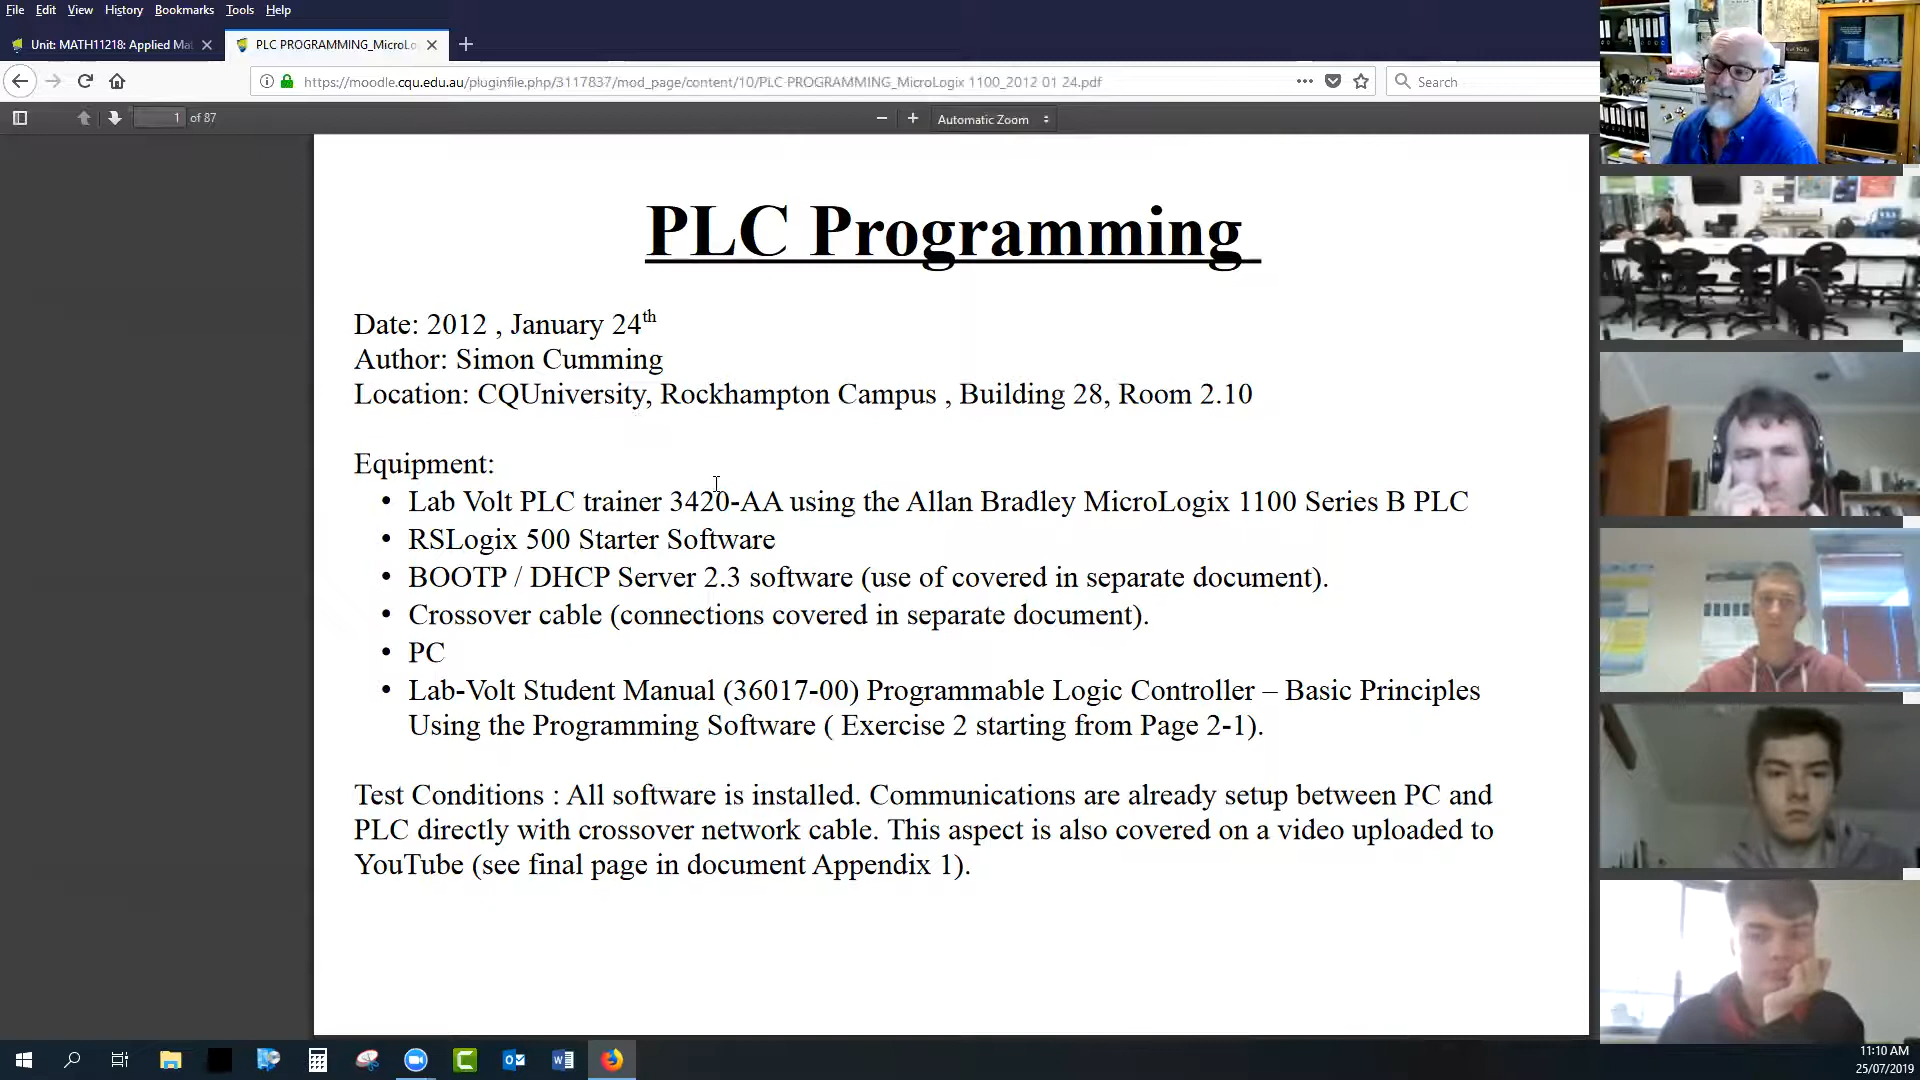 File Edit View History Bookmarks Tools Help
Unit: MATH11218: Applied Mat
PLC PROGRAMMING_MicroLo
https://moodle.cqu.edu.au/pluginfile.php/3117837/mod_page/content/10/PLC PROGRAMMING_MicroLogix 1100_2012 01 24.pdf
Search
1 of 87
Automatic Zoom
PLC Programming
Date: 2012 , January 24th
Author: Simon Cumming
Location: CQUniversity, Rockhampton Campus , Building 28, Room 2.10
Equipment:
• Lab Volt PLC trainer 3420-AA using the Allan Bradley MicroLogix 1100 Series B PLC
• RSLogix 500 Starter Software
• BOOTP / DHCP Server 2.3 software (use of covered in separate document).
• Crossover cable (connections covered in separate document).
• PC
• Lab-Volt Student Manual (36017-00) Programmable Logic Controller – Basic Principles
Using the Programming Software ( Exercise 2 starting from Page 2-1).
Test Conditions : All software is installed. Communications are already setup between PC and
PLC directly with crossover network cable. This aspect is also covered on a video uploaded to
YouTube (see final page in document Appendix 1).
11:10 AM
25/07/2019